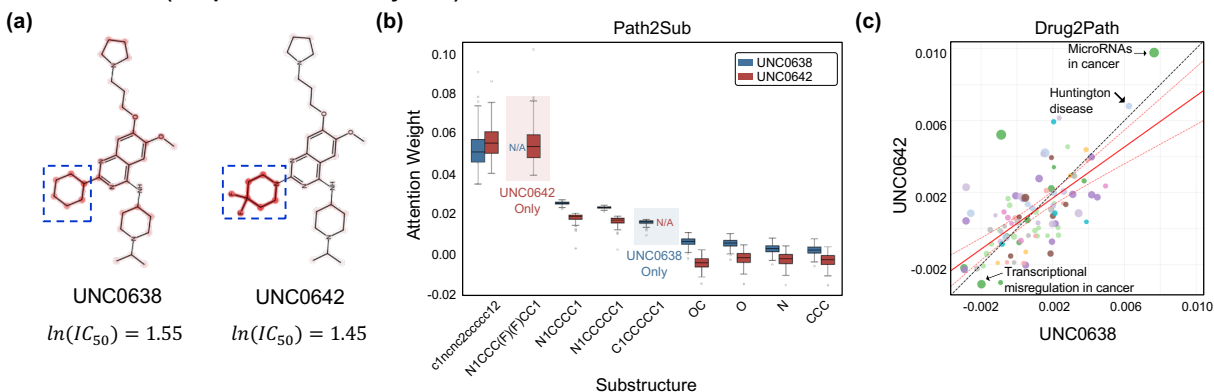 (a)
UNC0638
ln(IC50) = 1.55
UNC0642
ln(IC50) = 1.45
(b)
Path2Sub
Attention Weight
0.10
0.08
0.06
0.04
0.02
0.00
-0.02
UNC0638
UNC0642
N/A
UNC0642
Only
N/A
UNC0638
Only
c1ncnc2ccccc12
N1CCC(F)(F)CC1
N1CCCC1
N1CCCCC1
C1CCCCC1
OC
O
N
CCC
Substructure
(c)
Drug2Path
UNC0642
0.010
0.006
0.002
-0.002
MicroRNAs
in cancer
Huntington
disease
Transcriptional
misregulation in cancer
-0.002
0.002
0.006
0.010
UNC0638